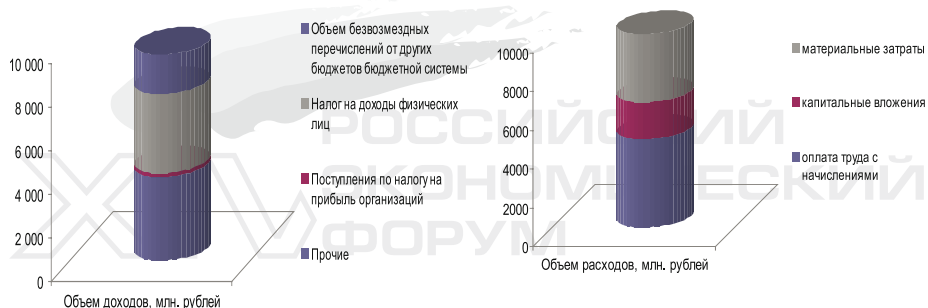 10 000
8 000
6 000
4 000
2 000
0
Объем доходов, млн. рублей
Объем безвозмездных
перечислений от других
бюджетов бюджетной системы
Налог на доходы физических
лиц
Поступления по налогу на
прибыль организаций
Прочие
10000
8000
6000
4000
2000
0
Объем расходов, млн. рублей
материальные затраты
капитальные вложения
оплата труда с
начислениями
XV РОССИЙСКИЙ
ЭКОНОМИЧЕСКИЙ
ФОРУМ